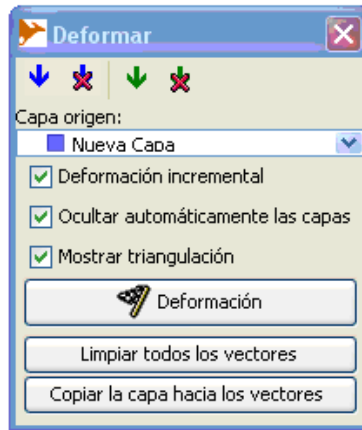 Deformar
Capa origen:
Nueva Capa
Deformación incremental
Ocultar automáticamente las capas
Mostrar triangulación
Deformación
Limpiar todos los vectores
Copiar la capa hacia los vectores